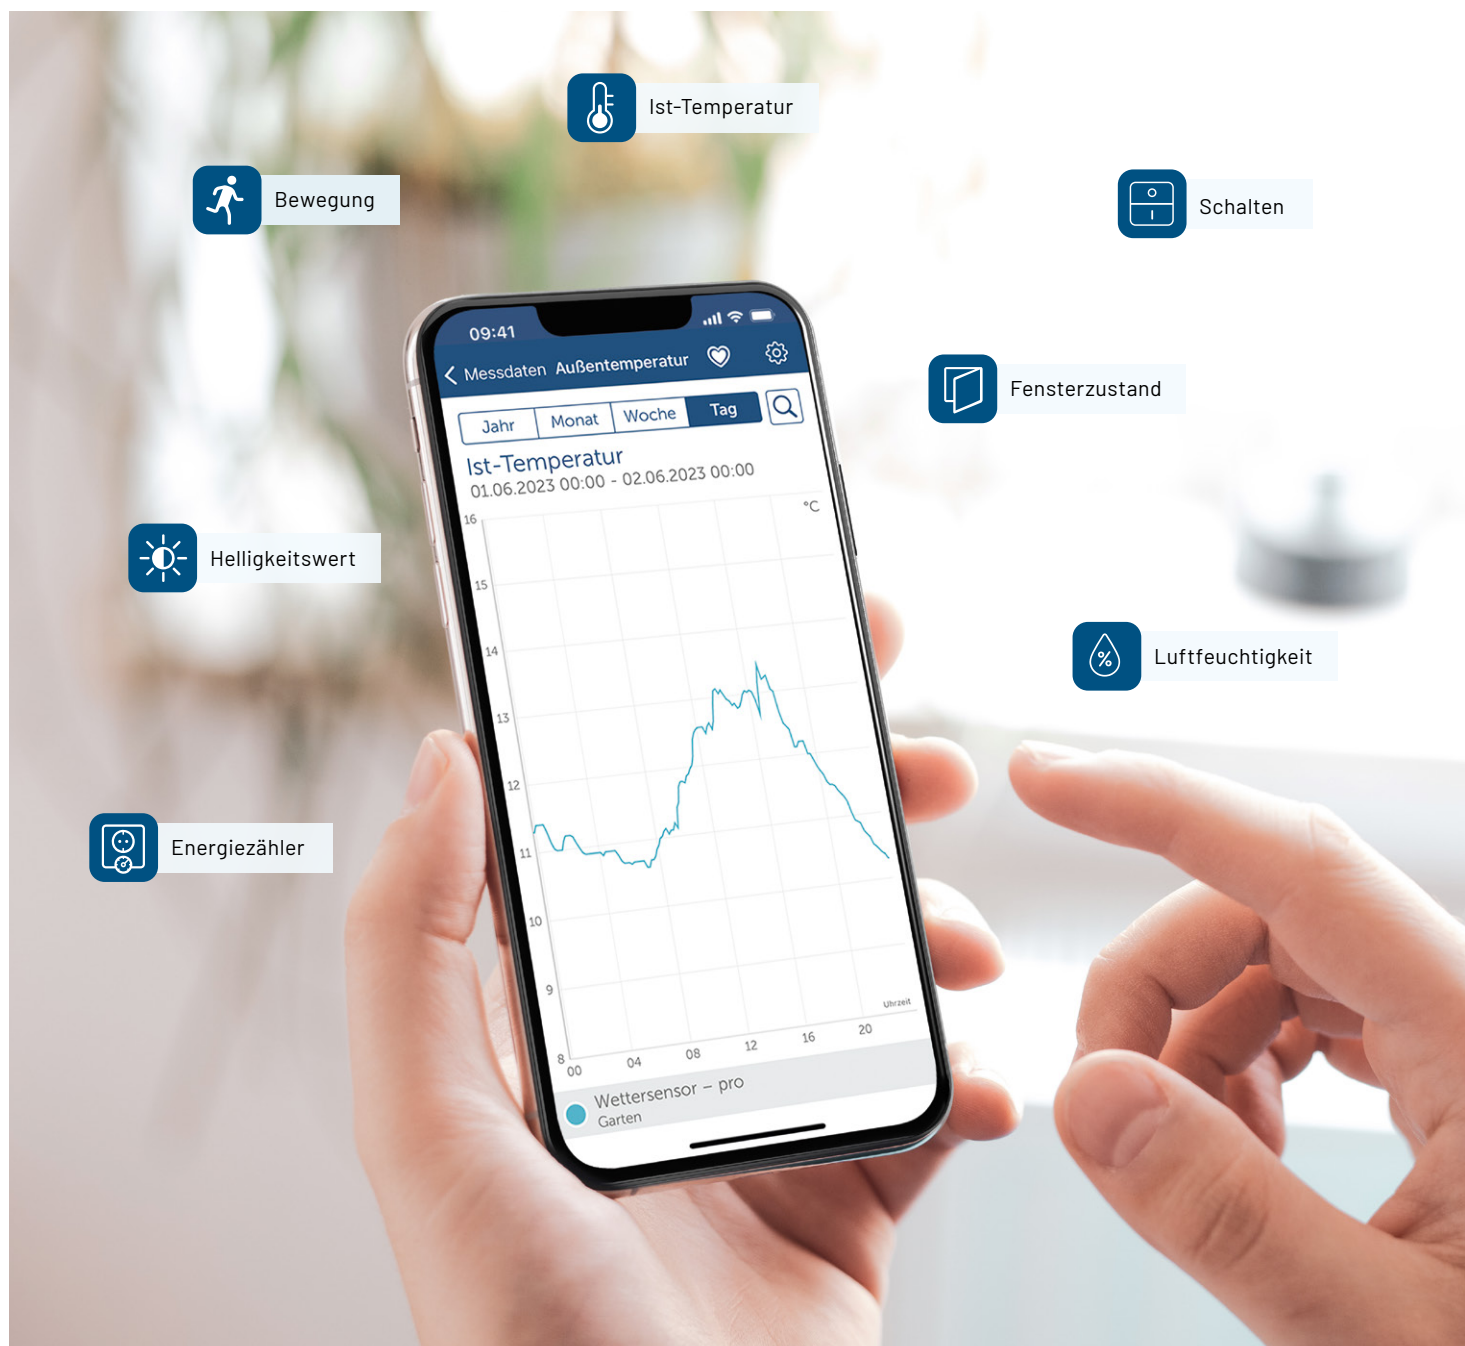 Ist-Temperatur
Bewegung
Schalten
09:41
Messdaten Außentemperatur
Fensterzustand
Jahr Monat Woche Tag
Ist-Temperatur
01.06.2023 00:00 - 02.06.2023 00:00
°C
16
15
14
13
12
11
10
9
8
Helligkeitswert
%
Luftfeuchtigkeit
Energiezähler
Uhrzeit
00 04 08 12 16 20
Wettersensor – pro
Garten